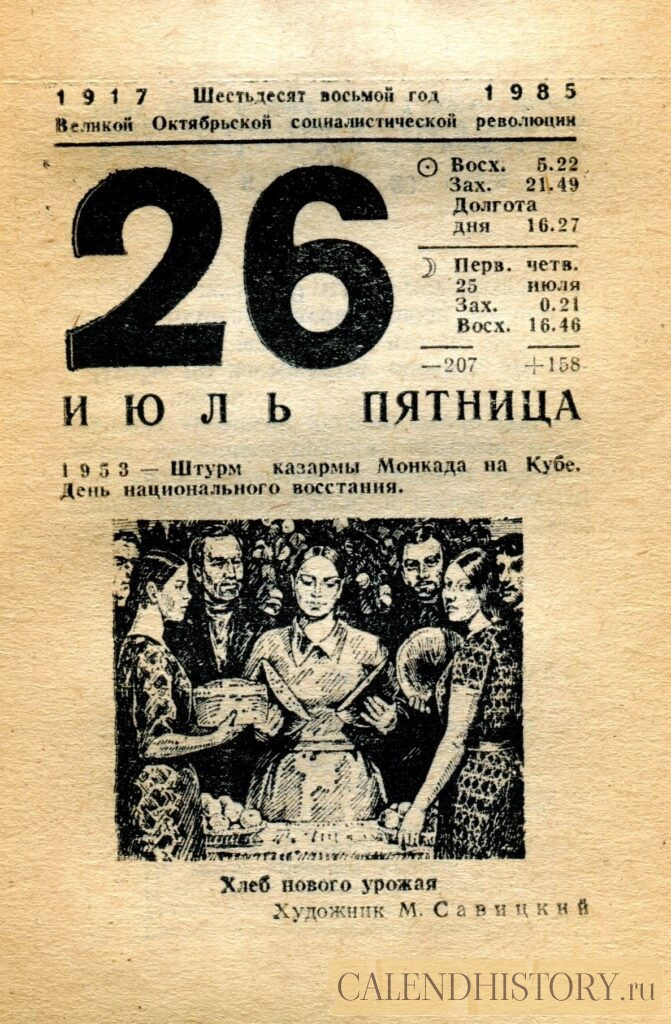 1917 Шестьдесят восьмой год 1985
Великой Октябрьской социалистической революции
26
Восх. 5.22
Зах. 21.49
Долгота
дня 16.27
Перв. четв.
25 июля
Зах. 0.21
Восх. 16.46
—207 +158
ИЮЛЬ ПЯТНИЦА
1953 — Штурм казармы Монкада на Кубе.
День национального восстания.
Хлеб нового урожая
Художник М. Савицкий
CALENDHISTORY.ru